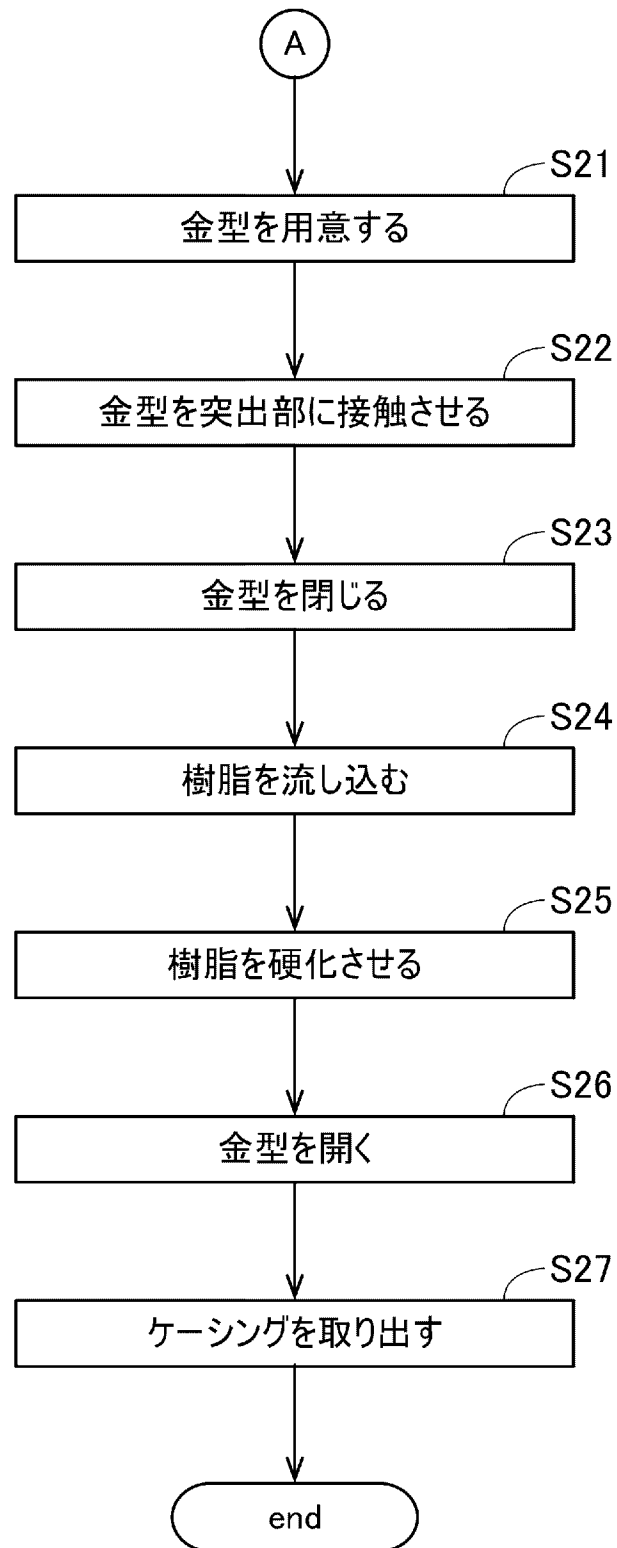 A
S21
金型を用意する
S22
金型を突出部に接触させる
S23
金型を閉じる
S24
樹脂を流し込む
S25
樹脂を硬化させる
S26
金型を開く
S27
ケーシングを取り出す
end